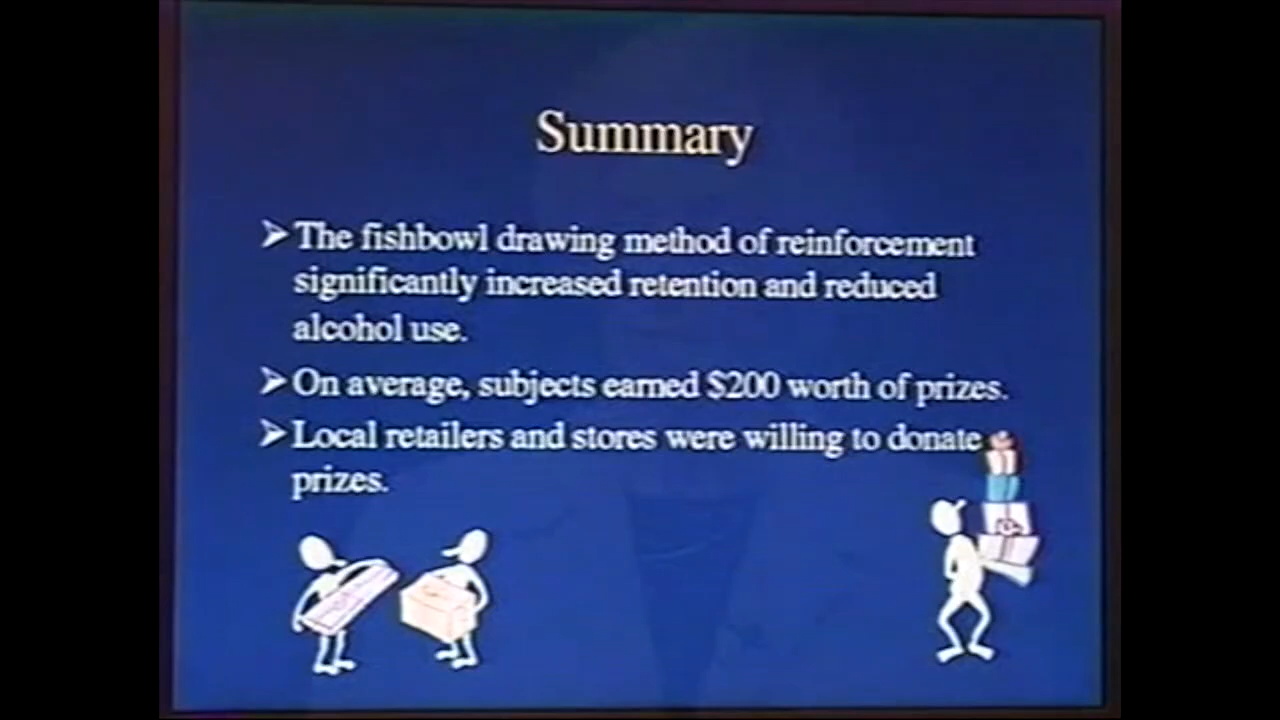 Summary
The fishbowl drawing method of reinforcement
significantly increased retention and reduced
alcohol use.
On average, subjects earned $200 worth of prizes.
Local retailers and stores were willing to donate
prizes.